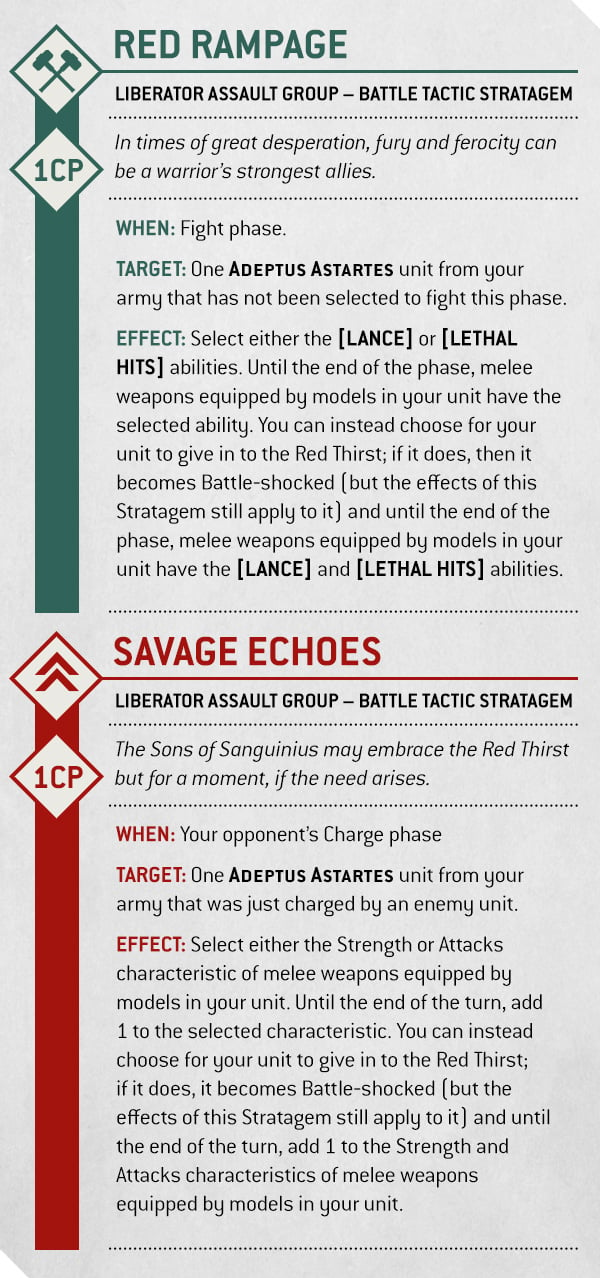 RED RAMPAGE
LIBERATOR ASSAULT GROUP – BATTLE TACTIC STRATAGEM
1CP
In times of great desperation, fury and ferocity can
be a warrior's strongest allies.
WHEN: Fight phase.
TARGET: One ADEPTUS ASTARTES unit from your
army that has not been selected to fight this phase.
EFFECT: Select either the [LANCE] or [LETHAL
HITS] abilities. Until the end of the phase, melee
weapons equipped by models in your unit have the
selected ability. You can instead choose for your
unit to give in to the Red Thirst; if it does, then it
becomes Battle-shocked (but the effects of this
Stratagem still apply to it) and until the end of the
phase, melee weapons equipped by models in your
unit have the [LANCE] and [LETHAL HITS] abilities.
SAVAGE ECHOES
LIBERATOR ASSAULT GROUP – BATTLE TACTIC STRATAGEM
1CP
The Sons of Sanguinius may embrace the Red Thirst
but for a moment, if the need arises.
WHEN: Your opponent's Charge phase
TARGET: One ADEPTUS ASTARTES unit from your
army that was just charged by an enemy unit.
EFFECT: Select either the Strength or Attacks
characteristic of melee weapons equipped by
models in your unit. Until the end of the turn, add
1 to the selected characteristic. You can instead
choose for your unit to give in to the Red Thirst;
if it does, it becomes Battle-shocked (but the
effects of this Stratagem still apply to it) and until
the end of the turn, add 1 to the Strength and
Attacks characteristics of melee weapons
equipped by models in your unit.